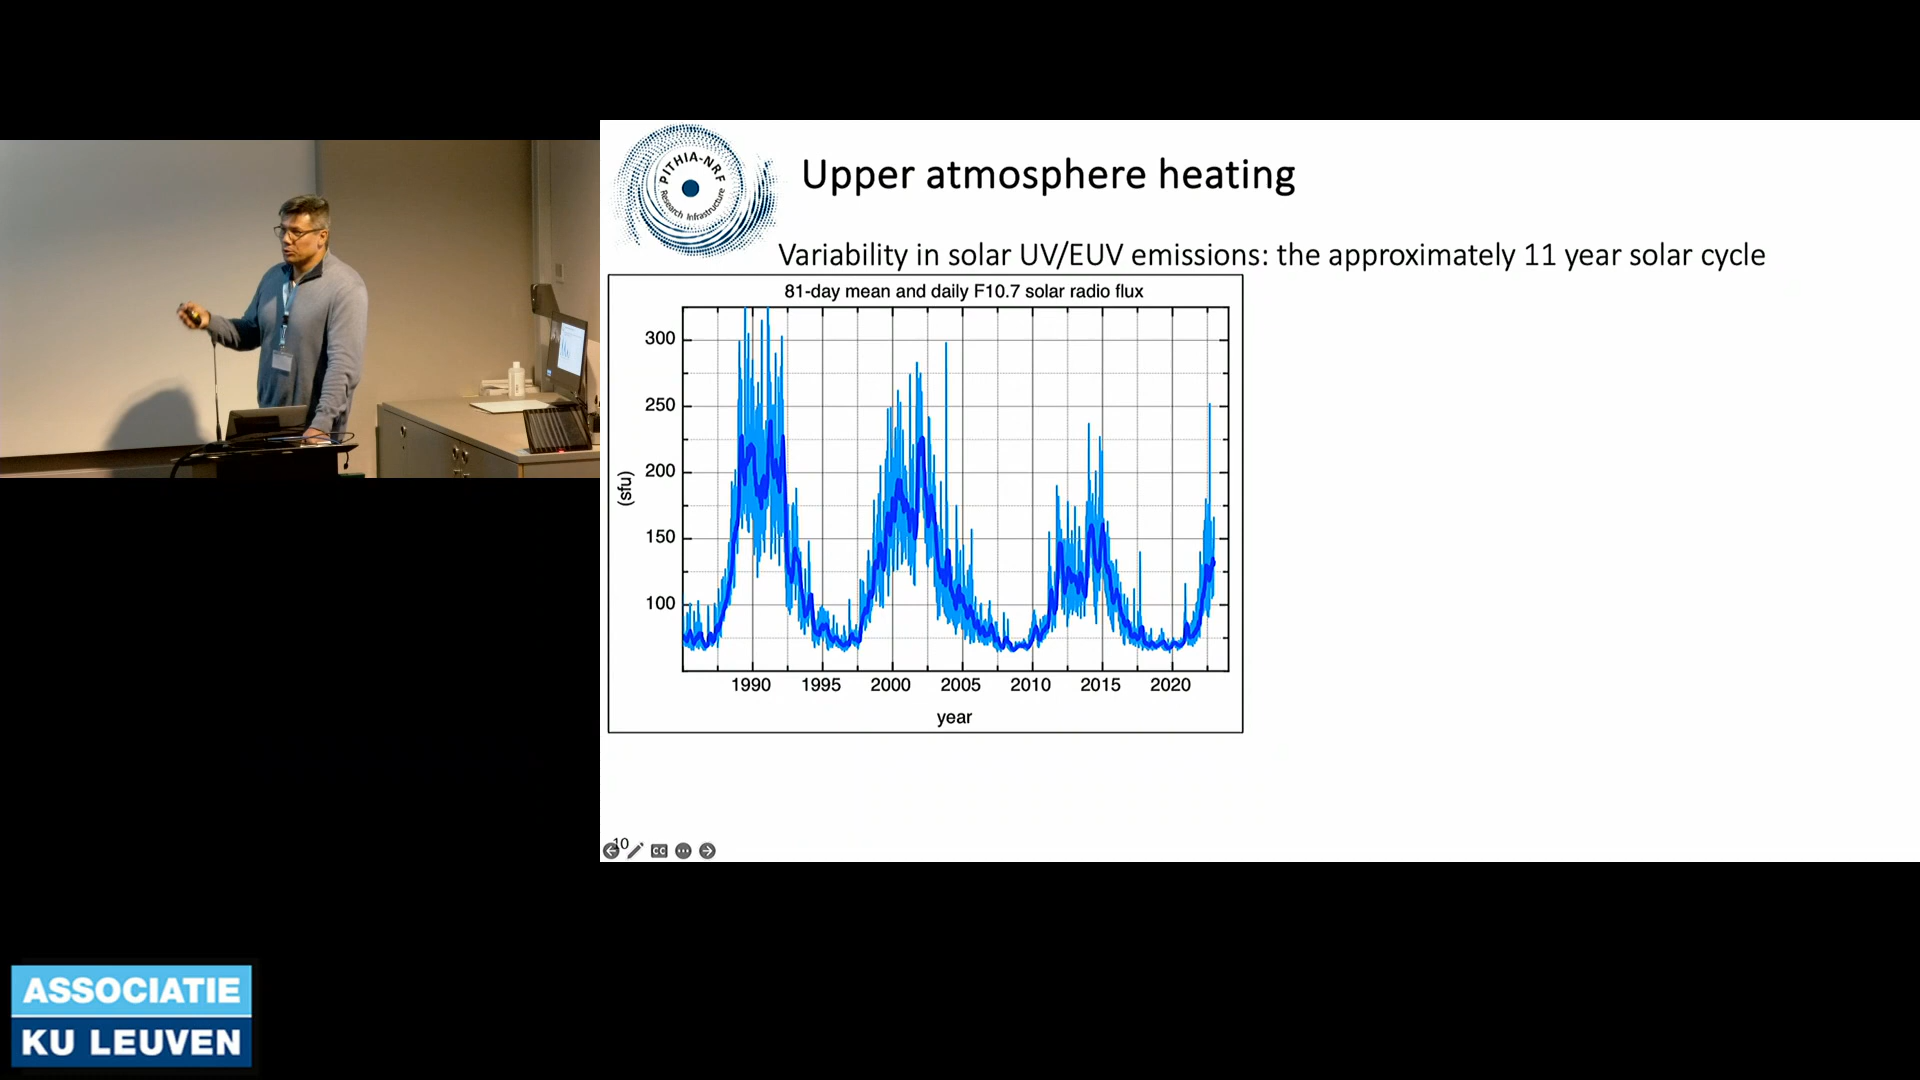 PITHIA-NRF
Research Infrastructure
Upper atmosphere heating
Variability in solar UV/EUV emissions: the approximately 11 year solar cycle
81-day mean and daily F10.7 solar radio flux
300
250
200
150
100
(sfu)
1990 1995 2000 2005 2010 2015 2020
year
10
CC
ASSOCIATIE
KU LEUVEN